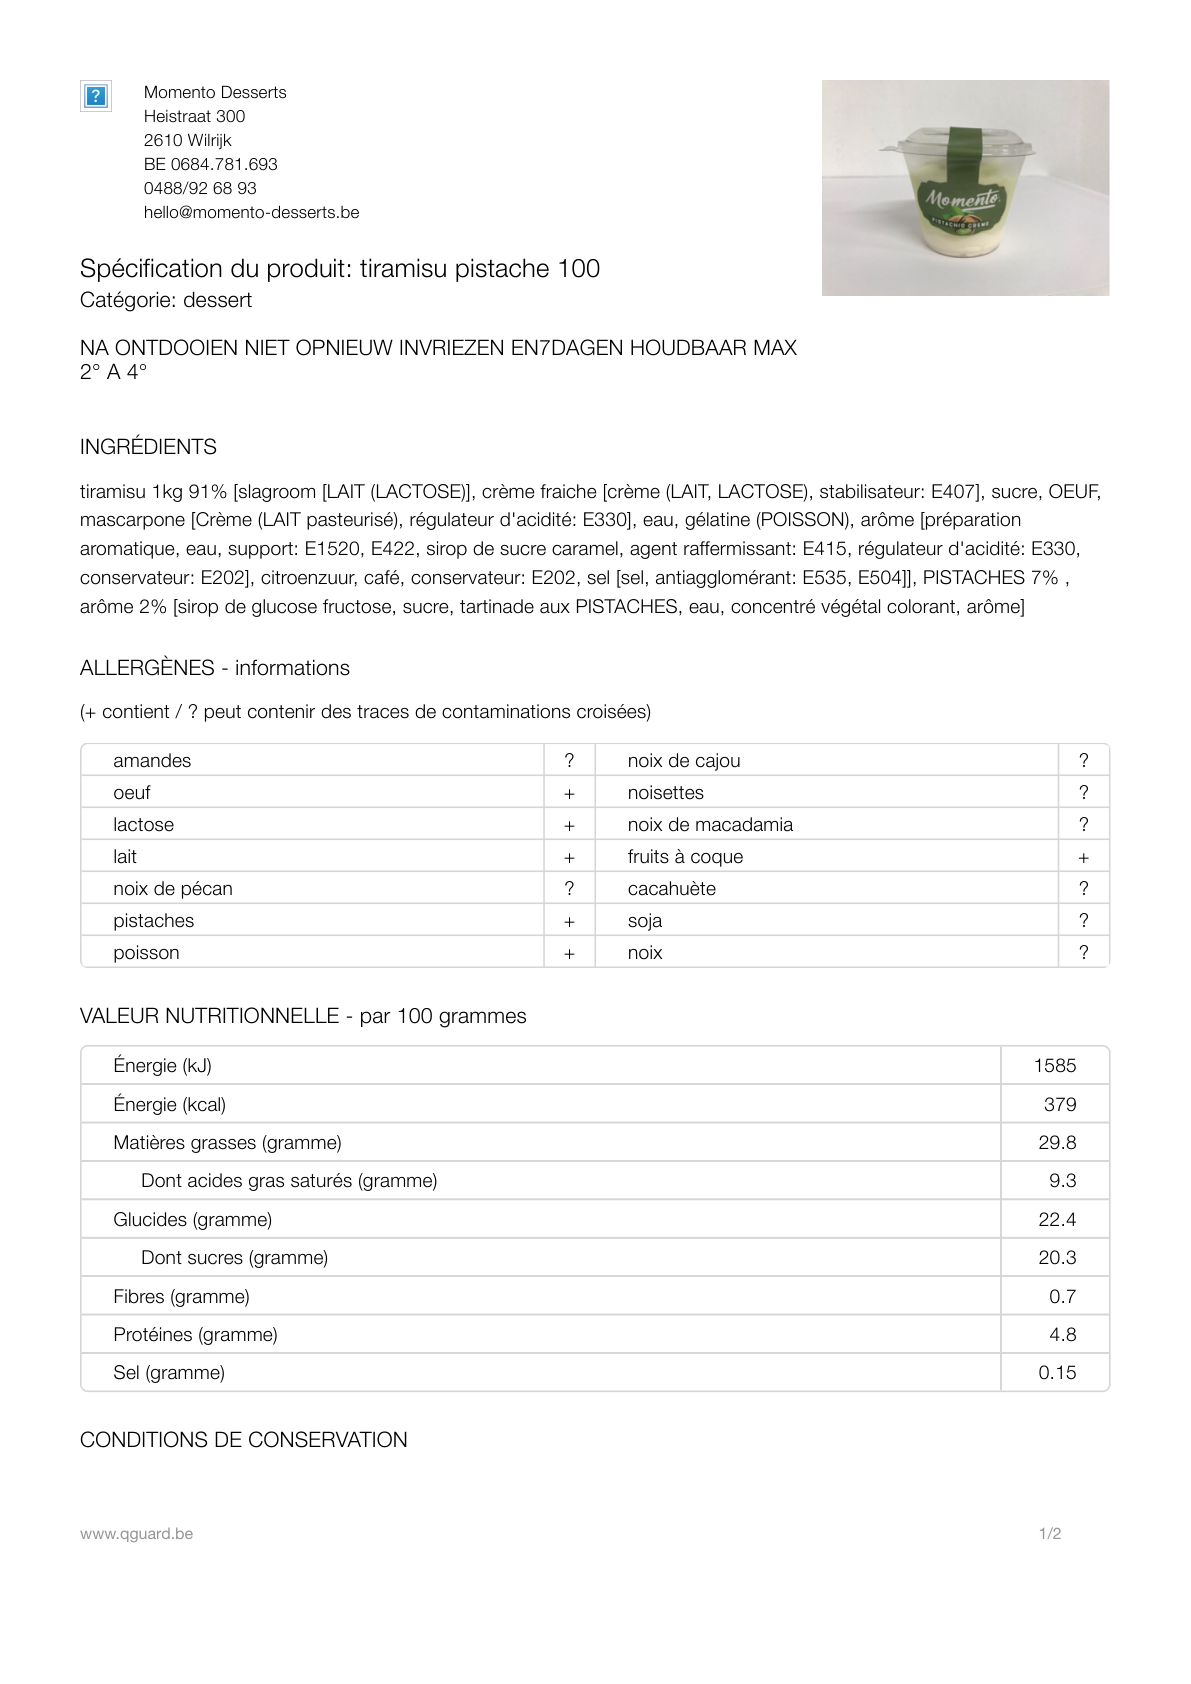 ?
Momento Desserts
Heistraat 300
2610 Wilrijk
BE 0684.781.693
0488/92 68 93
hello@momento-desserts.be
Momento
PISTACHIO CREME
Spécification du produit: tiramisu pistache 100
Catégorie: dessert
NA ONTDOOIEN NIET OPNIEUW INVRIEZEN EN7DAGEN HOUDBAAR MAX
2° A 4°
INGRÉDIENTS
tiramisu 1kg 91% [slagroom [LAIT (LACTOSE)], crème fraiche [crème (LAIT, LACTOSE), stabilisateur: E407], sucre, OEUF,
mascarpone [Crème (LAIT pasteurisé), régulateur d'acidité: E330], eau, gélatine (POISSON), arôme [préparation
aromatique, eau, support: E1520, E422, sirop de sucre caramel, agent raffermissant: E415, régulateur d'acidité: E330,
conservateur: E202], citroenzuur, café, conservateur: E202, sel [sel, antiagglomérant: E535, E504]], PISTACHES 7% ,
arôme 2% [sirop de glucose fructose, sucre, tartinade aux PISTACHES, eau, concentré végétal colorant, arôme]
ALLERGÈNES - informations
(+ contient / ? peut contenir des traces de contaminations croisées)
amandes ? noix de cajou ?
oeuf + noisettes ?
lactose + noix de macadamia ?
lait + fruits à coque +
noix de pécan ? cacahuète ?
pistaches + soja ?
poisson + noix ?
VALEUR NUTRITIONNELLE - par 100 grammes
Énergie (kJ) 1585
Énergie (kcal) 379
Matières grasses (gramme) 29.8
Dont acides gras saturés (gramme) 9.3
Glucides (gramme) 22.4
Dont sucres (gramme) 20.3
Fibres (gramme) 0.7
Protéines (gramme) 4.8
Sel (gramme) 0.15
CONDITIONS DE CONSERVATION
www.qguard.be 1/2